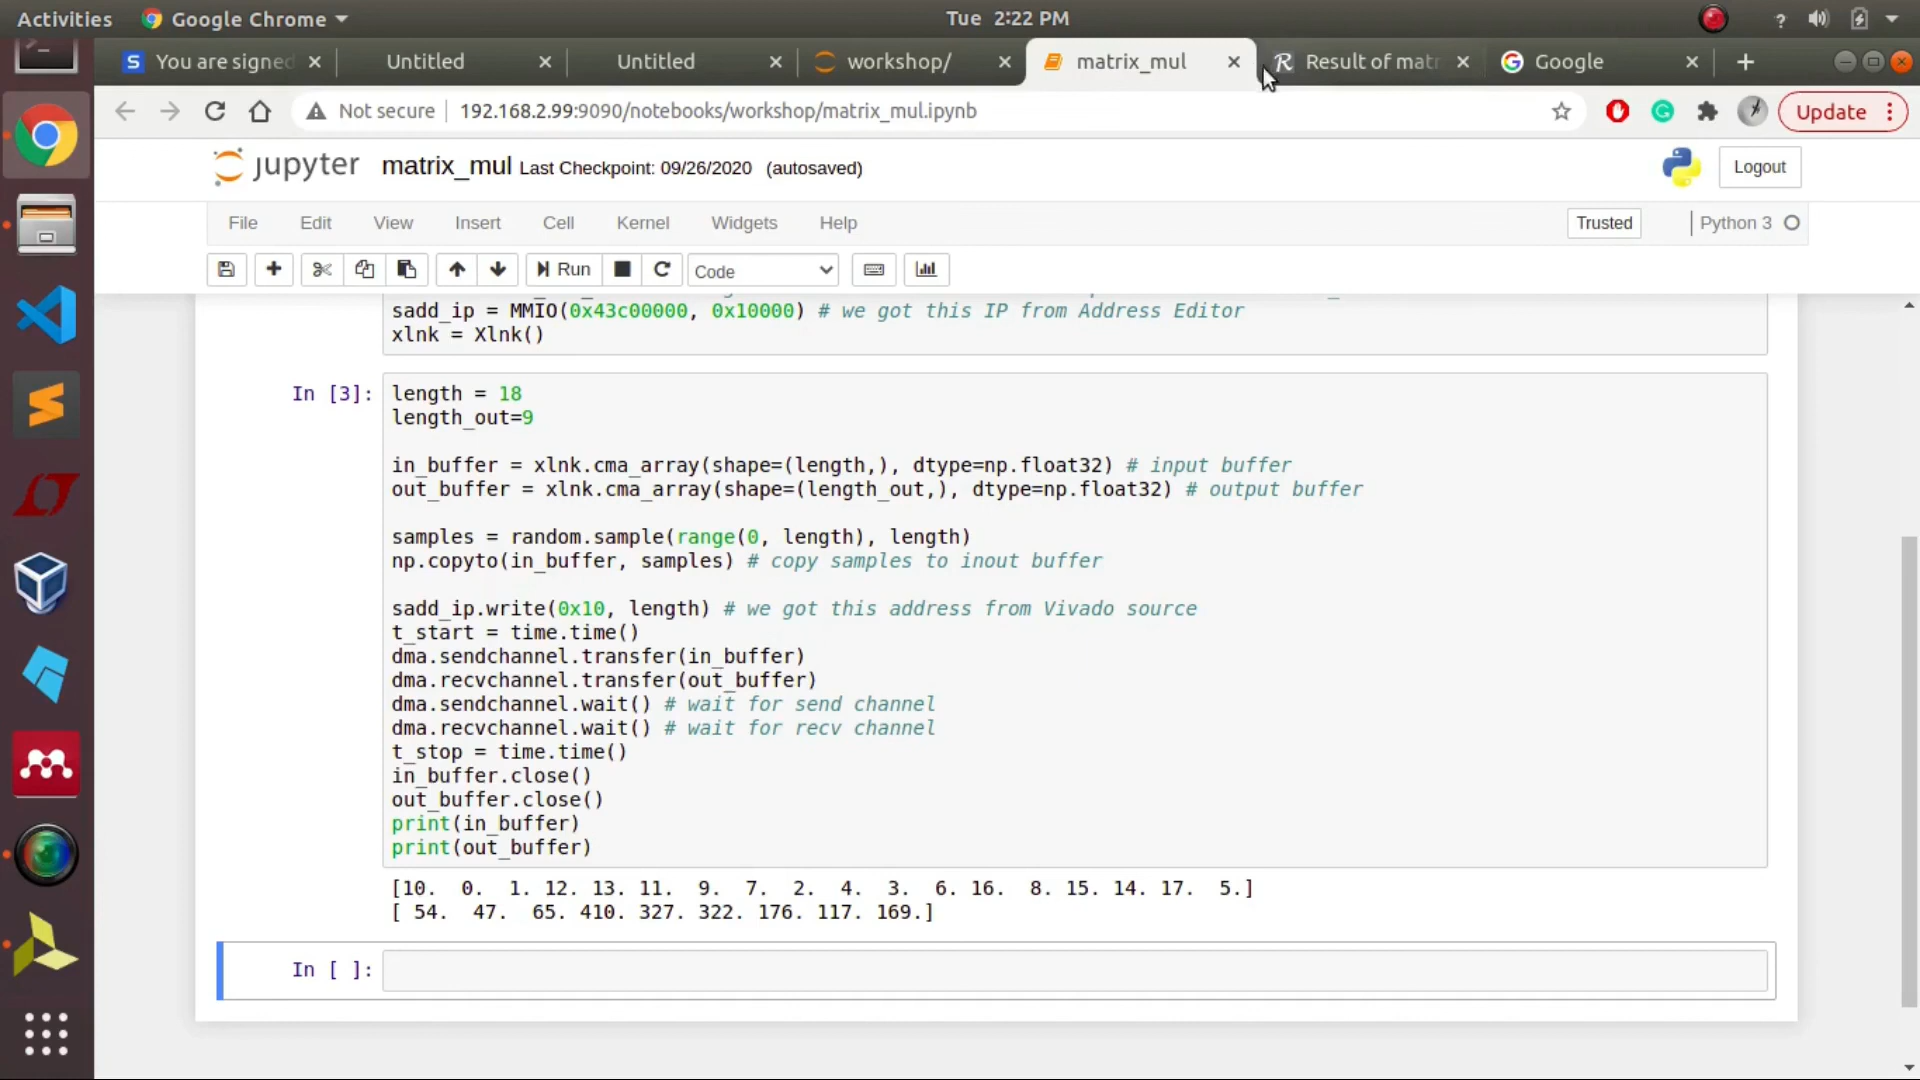 Activities Google Chrome Tue 2:22 PM ?
S You are signed Untitled Untitled workshop/ matrix_mul R Result of matr Google
Not secure 192.168.2.99:9090/notebooks/workshop/matrix_mul.ipynb Update
jupyter matrix_mul Last Checkpoint: 09/26/2020 (autosaved) Logout
File Edit View Insert Cell Kernel Widgets Help Trusted Python 3
Run Code
sadd_ip = MMIO(0x43c00000, 0x10000) # we got this IP from Address Editor
xlnk = Xlnk()
In [3]: length = 18
length_out=9
in_buffer = xlnk.cma_array(shape=(length,), dtype=np.float32) # input buffer
out_buffer = xlnk.cma_array(shape=(length_out,), dtype=np.float32) # output buffer
samples = random.sample(range(0, length), length)
np.copyto(in_buffer, samples) # copy samples to inout buffer
sadd_ip.write(0x10, length) # we got this address from Vivado source
t_start = time.time()
dma.sendchannel.transfer(in_buffer)
dma.recvchannel.transfer(out_buffer)
dma.sendchannel.wait() # wait for send channel
dma.recvchannel.wait() # wait for recv channel
t_stop = time.time()
in_buffer.close()
out_buffer.close()
print(in_buffer)
print(out_buffer)
[10. 0. 1. 12. 13. 11. 9. 7. 2. 4. 3. 6. 16. 8. 15. 14. 17. 5.]
[ 54. 47. 65. 410. 327. 322. 176. 117. 169.]
In [ ]: